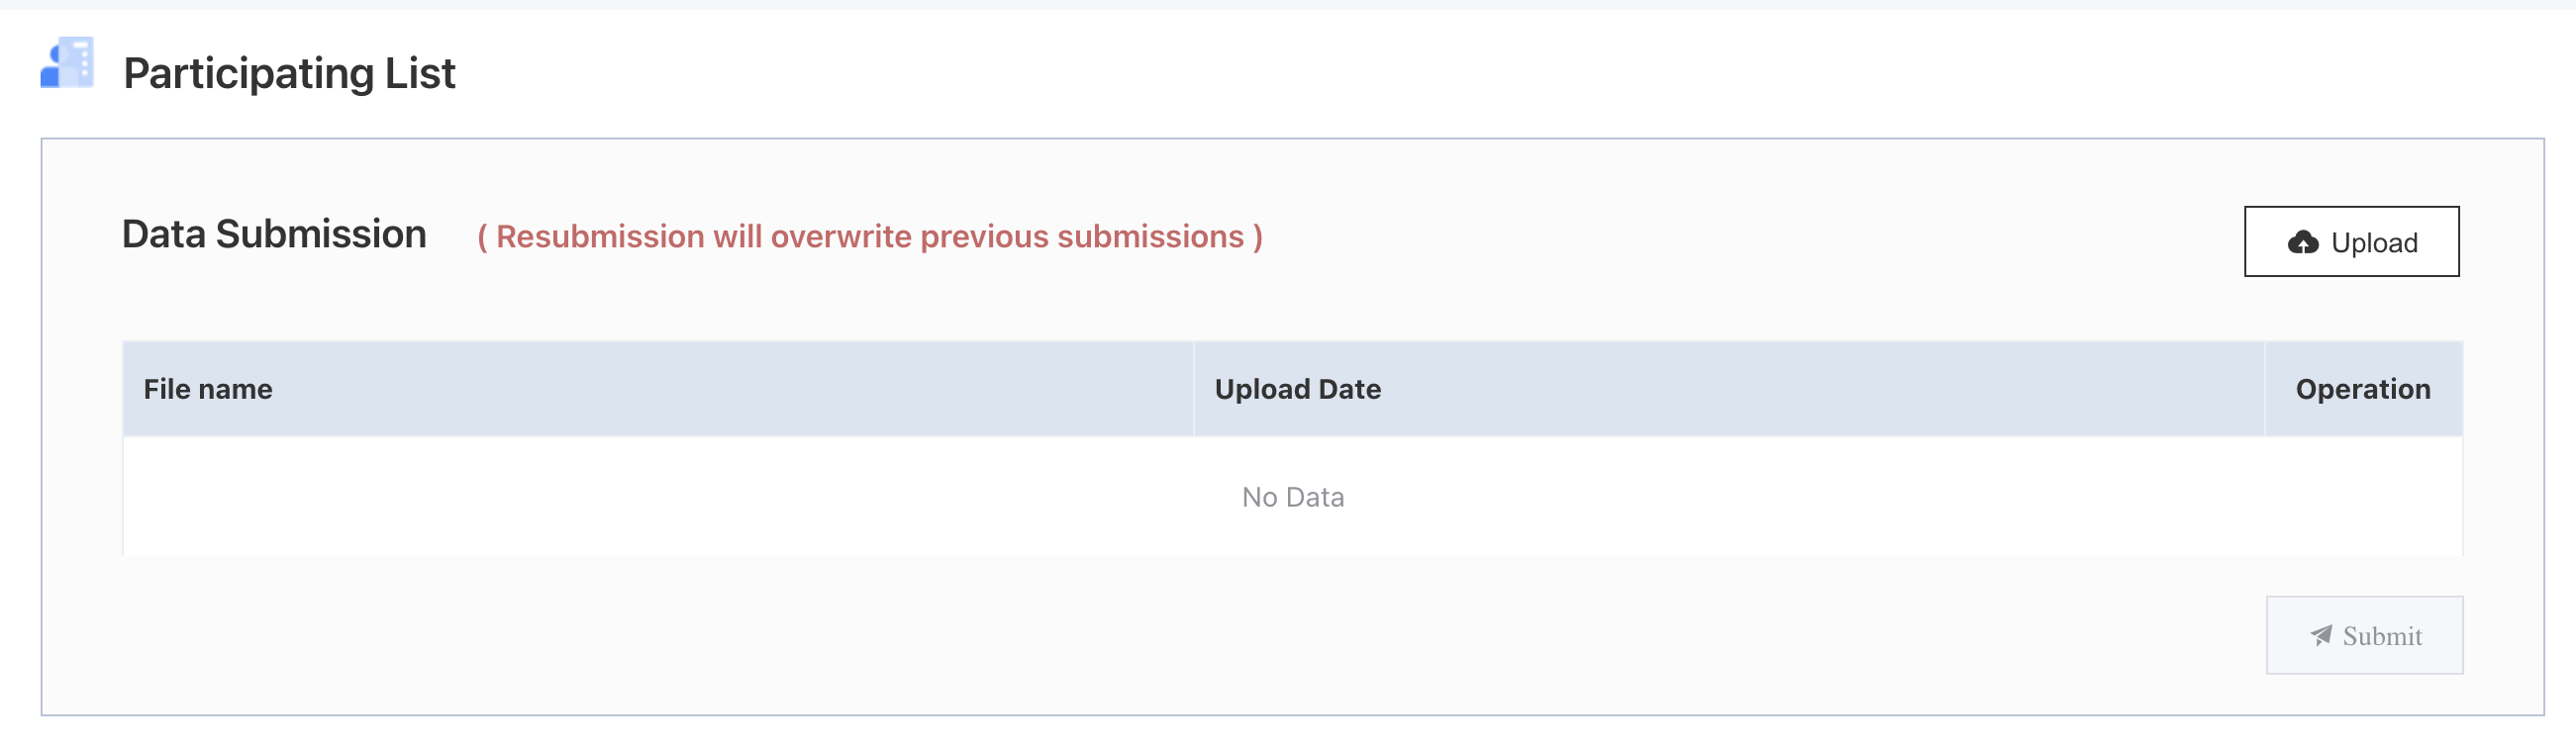 Participating List
Data Submission ( Resubmission will overwrite previous submissions )
Upload
File name Upload Date Operation
No Data
Submit